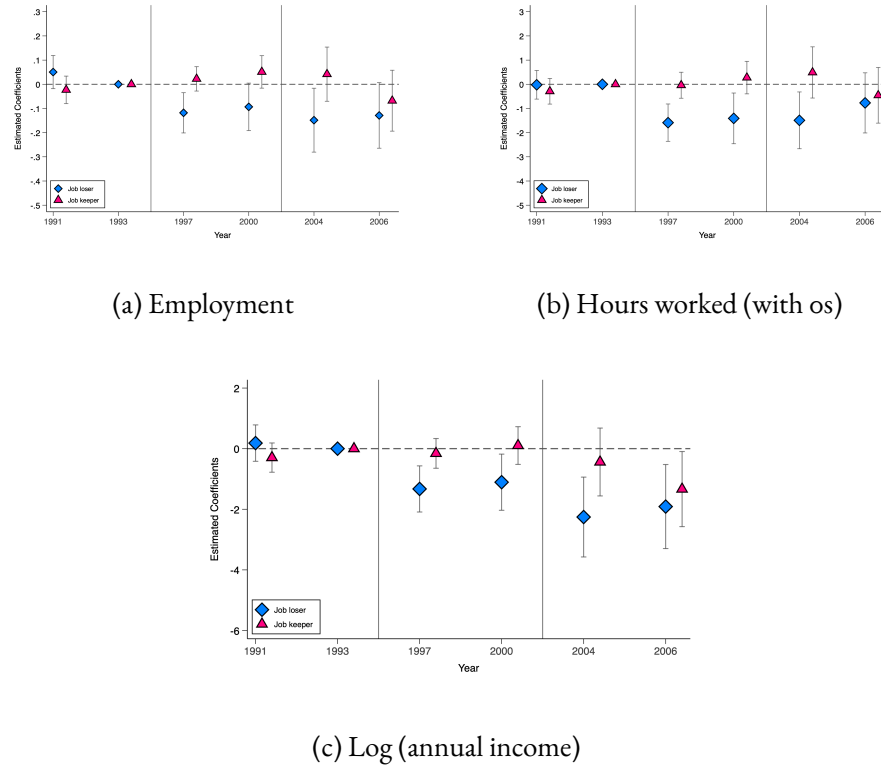 .3
.2
.1
0
-.1
-.2
-.3
-.4
-.5
Estimated Coefficients
Job loser
Job keeper
1991 1993 1997 2000 2004 2006
Year
(a) Employment
3
2
1
0
-1
-2
-3
-4
-5
Estimated Coefficients
Job loser
Job keeper
1991 1993 1997 2000 2004 2006
Year
(b) Hours worked (with os)
2
0
-2
-4
-6
Estimated Coefficients
Job loser
Job keeper
1991 1993 1997 2000 2004 2006
Year
(c) Log (annual income)